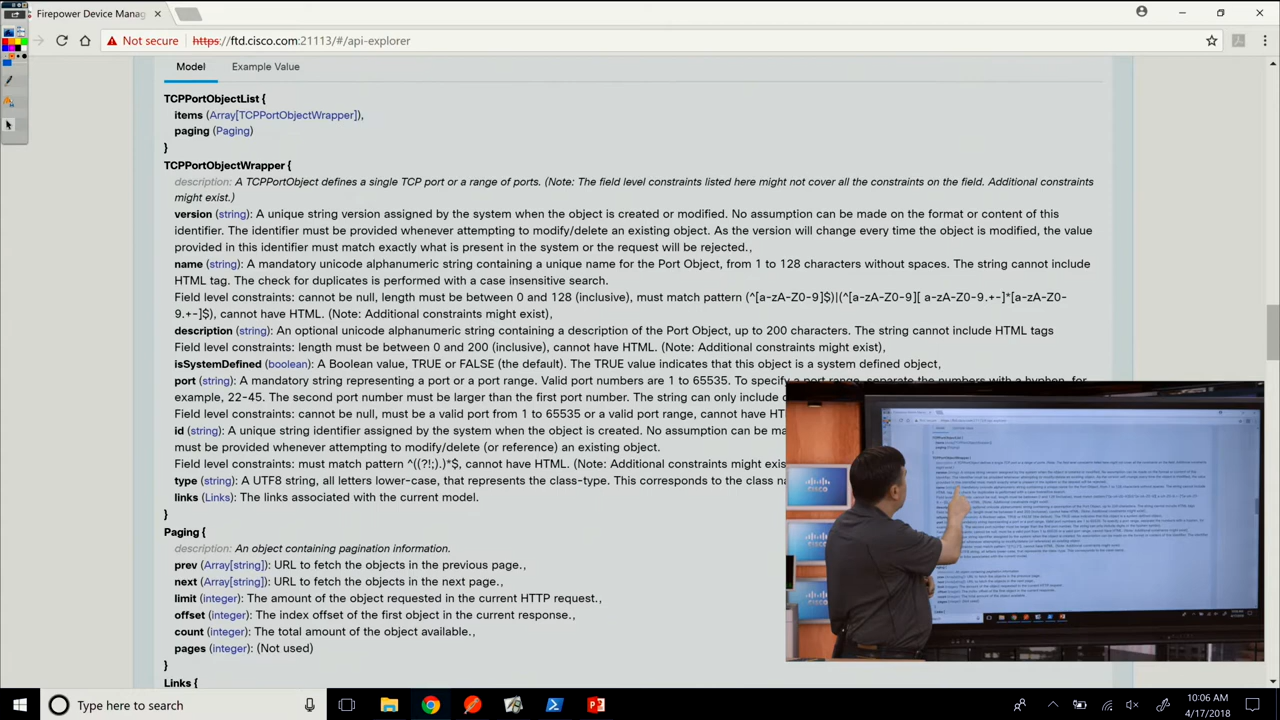 Firepower Device Manag
Not secure https://ftd.cisco.com:21113/#/api-explorer
Model Example Value
TCPPortObjectList {
items (Array[TCPPortObjectWrapper]),
paging (Paging)
}
TCPPortObjectWrapper {
description: A TCPPortObject defines a single TCP port or a range of ports. (Note: The field level constraints listed here might not cover all the constraints on the field. Additional constraints
might exist.)
version (string): A unique string version assigned by the system when the object is created or modified. No assumption can be made on the format or content of this
identifier. The identifier must be provided whenever attempting to modify/delete an existing object. As the version will change every time the object is modified, the value
provided in this identifier must match exactly what is present in the system or the request will be rejected.,
name (string): A mandatory unicode alphanumeric string containing a unique name for the Port Object, from 1 to 128 characters without spaces. The string cannot include
HTML tag. The check for duplicates is performed with a case insensitive search.
Field level constraints: cannot be null, length must be between 0 and 128 (inclusive), must match pattern (^[a-zA-Z0-9]$)|(^[a-zA-Z0-9][ a-zA-Z0-9.+-]*[a-zA-Z0-
9.+-]$), cannot have HTML. (Note: Additional constraints might exist),
description (string): An optional unicode alphanumeric string containing a description of the Port Object, up to 200 characters. The string cannot include HTML tags
Field level constraints: length must be between 0 and 200 (inclusive), cannot have HTML. (Note: Additional constraints might exist),
isSystemDefined (boolean): A Boolean value, TRUE or FALSE (the default). The TRUE value indicates that this object is a system defined object,
port (string): A mandatory string representing a port or a port range. Valid port numbers are 1 to 65535. To specify a port range, separate the numbers with a hyphen, for
example, 22-45. The second port number must be larger than the first port number. The string can only include d
Field level constraints: cannot be null, must be a valid port from 1 to 65535 or a valid port range, cannot have HT
id (string): A unique string identifier assigned by the system when the object is created. No assumption can be ma
must be provided whenever attempting to modify/delete (or reference) an existing object.
Field level constraints: must match pattern ^((?!;).)*$, cannot have HTML. (Note: Additional constraints might exis
type (string): A UTF8 string, all letters lower-case, that represents the class-type. This corresponds to the class na
links (Links): The links associated with the current model.
}
Paging {
description: An object containing pagination information.
prev (Array[string]): URL to fetch the objects in the previous page.,
next (Array[string]): URL to fetch the objects in the next page.,
limit (integer): The object requested in the current HTTP request.,
offset (integer): The index offset of the first object in the current response.,
count (integer): The total amount of the object available.,
pages (integer): (Not used)
}
Links {
CISCO
CISCO
Type here to search
10:06 AM
4/17/2018